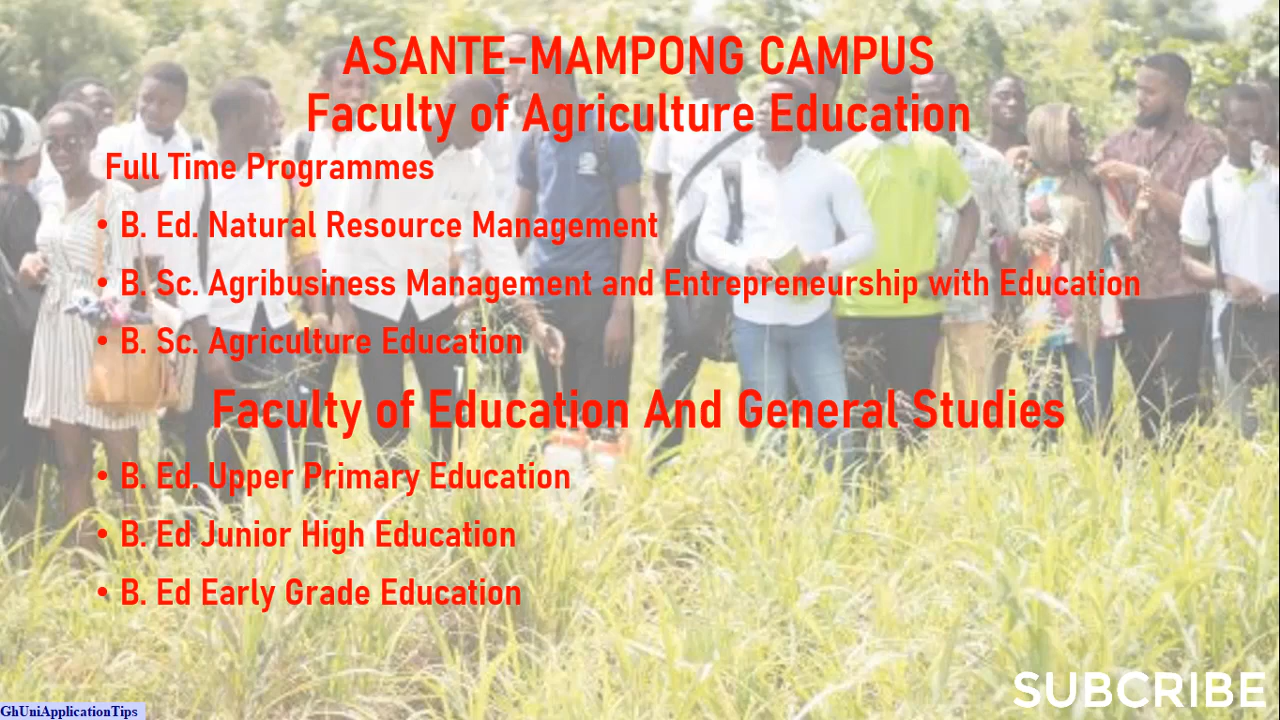 ASANTE-MAMPONG CAMPUS
Faculty of Agriculture Education
Full Time Programmes
• B. Ed. Natural Resource Management
• B. Sc. Agribusiness Management and Entrepreneurship with Education
• B. Sc. Agriculture Education
Faculty of Education And General Studies
• B. Ed. Upper Primary Education
• B. Ed Junior High Education
• B. Ed Early Grade Education
SUBCRIBE
GhUniApplicationTips